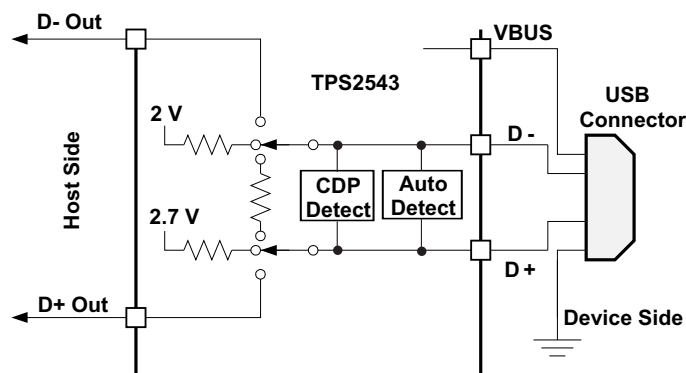 D- Out
VBUS
TPS2543
USB
Connector
2 V
D -
Host Side
CDP
Detect
Auto
Detect
2.7 V
D +
D+ Out
Device Side